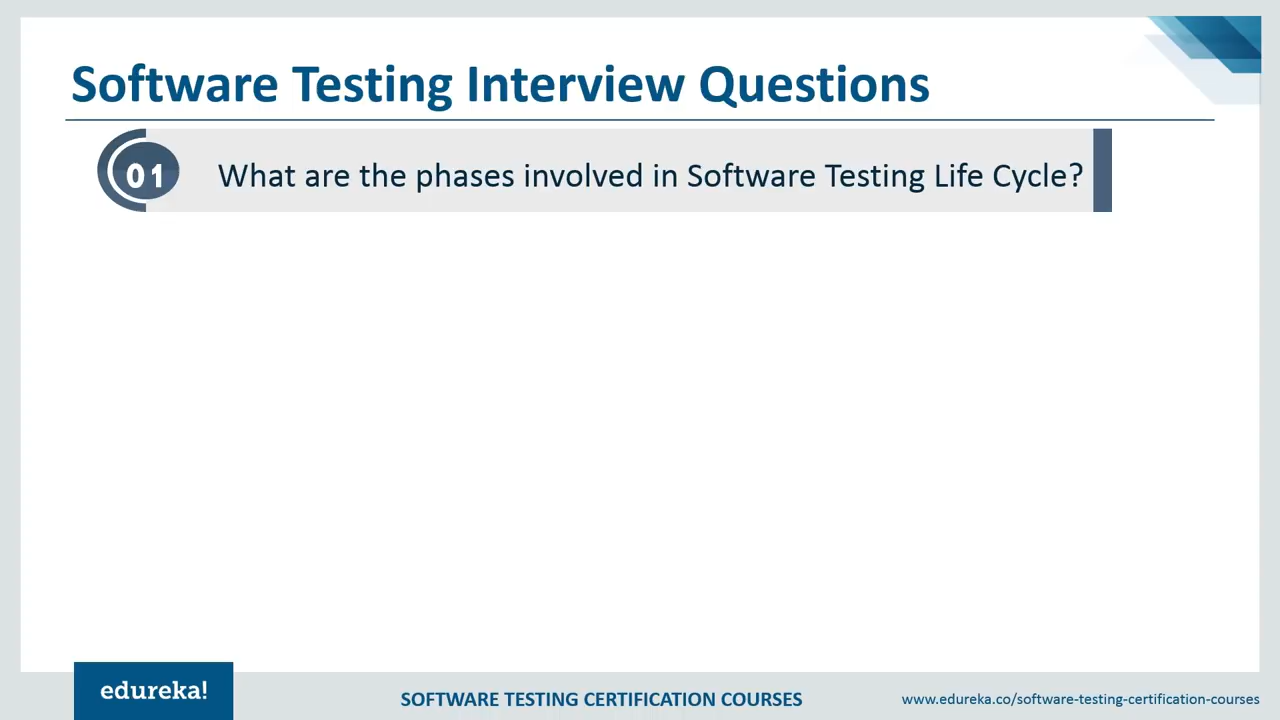 Software Testing Interview Questions
01
What are the phases involved in Software Testing Life Cycle?
edureka!
SOFTWARE TESTING CERTIFICATION COURSES
www.edureka.co/software-testing-certification-courses